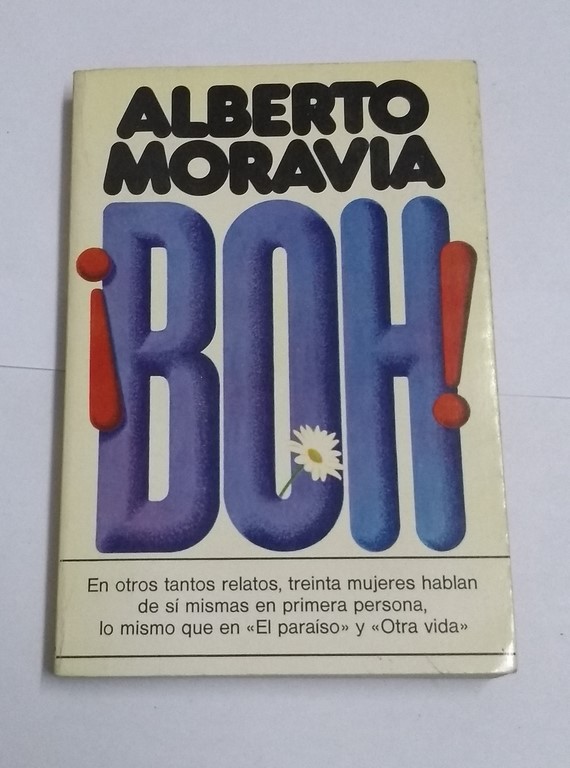 ALBERTO
MORAVIA
¡BOH!
En otros tantos relatos, treinta mujeres hablan
de sí mismas en primera persona,
lo mismo que en «El paraíso» y «Otra vida»